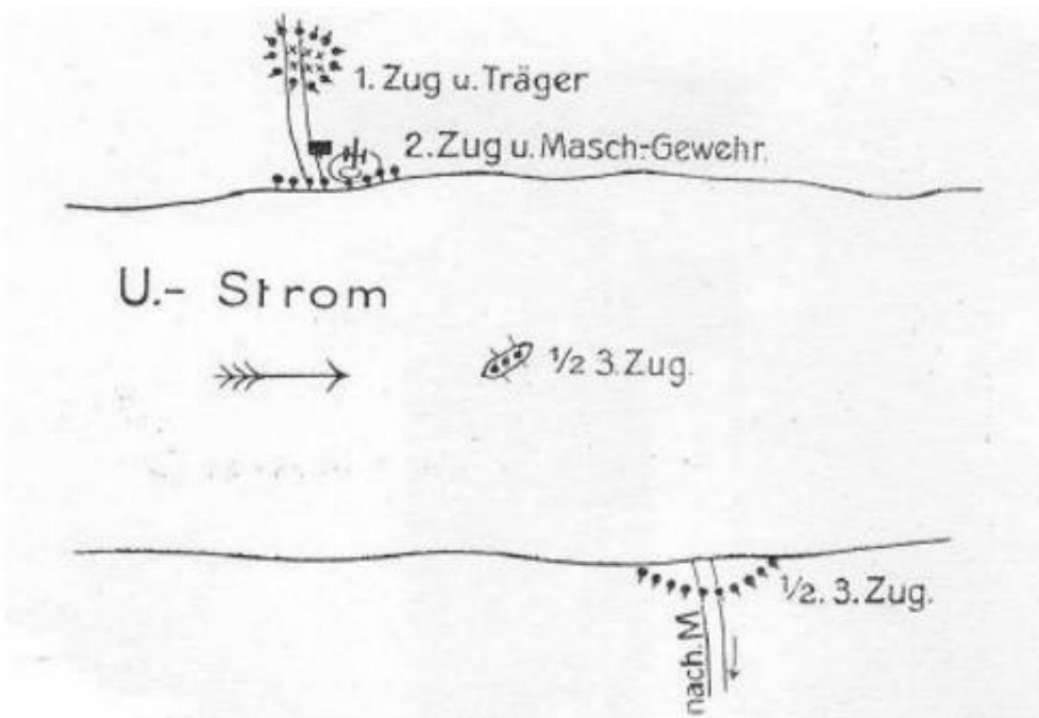 1. Zug u. Träger
2. Zug u. Masch.-Gewehr.
U.- Strom
½ 3. Zug.
½. 3. Zug.
nach. M